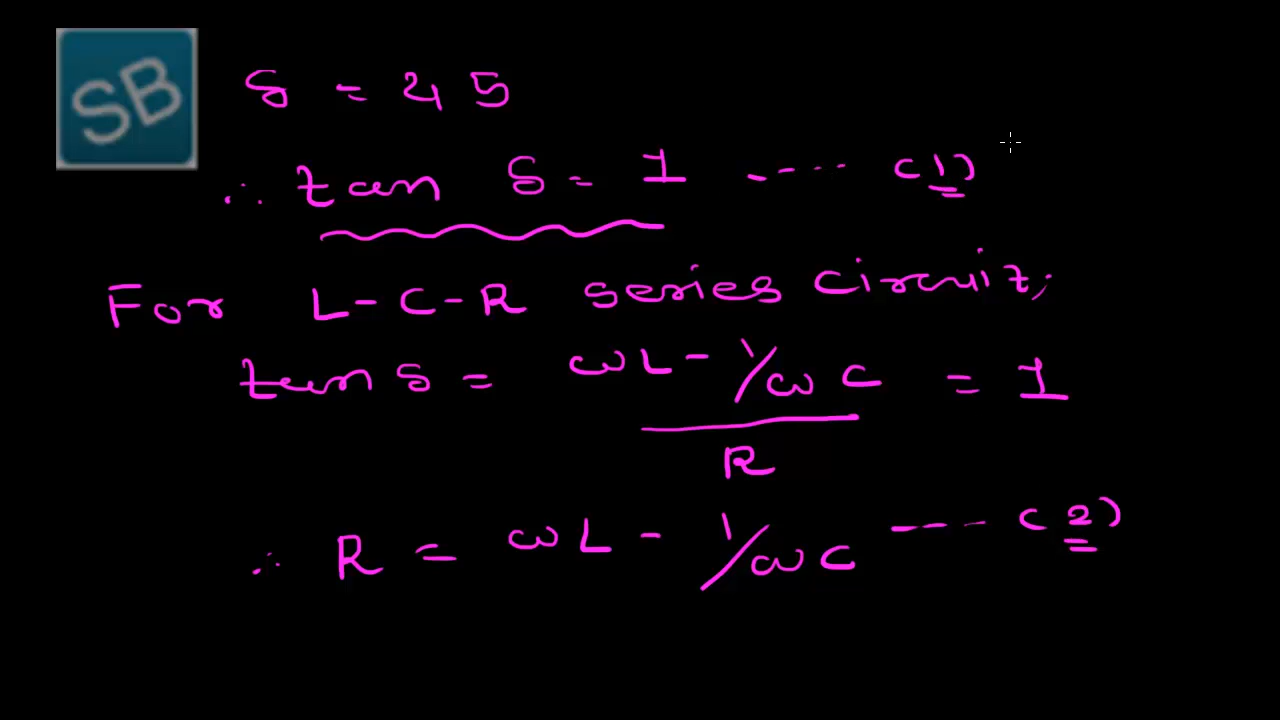 SB
δ = 45
∴ tan δ = 1 ---- (1)
For L-C-R series circuit,
tan δ = ωL - 1/ωC = 1
R
∴ R = ωL - 1/ωC ---- (2)